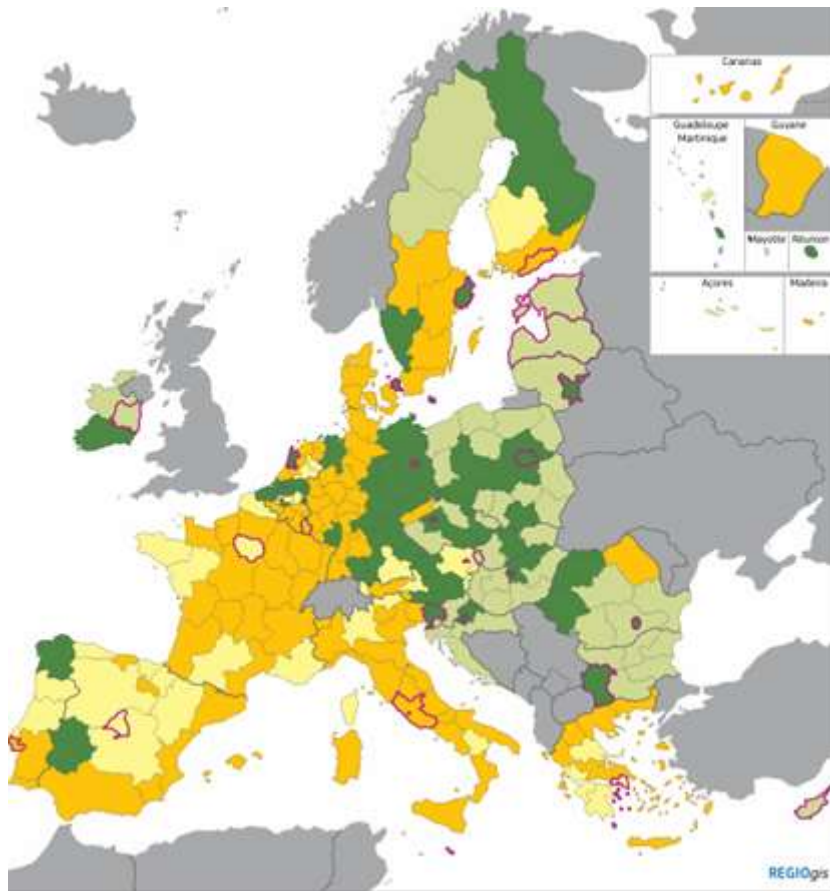 Canarias
Guadeloupe
Martinique
Guyane
Mayotte
Réunion
Açores
Madeira
REGIOgis